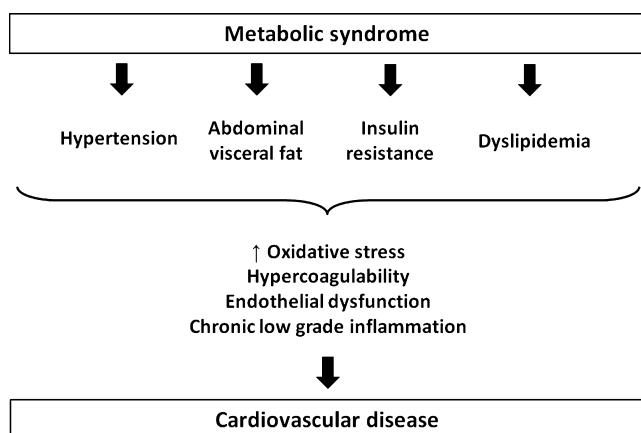 Metabolic syndrome
Hypertension
Abdominal
visceral fat
Insulin
resistance
Dyslipidemia
↑ Oxidative stress
Hypercoagulability
Endothelial dysfunction
Chronic low grade inflammation
Cardiovascular disease